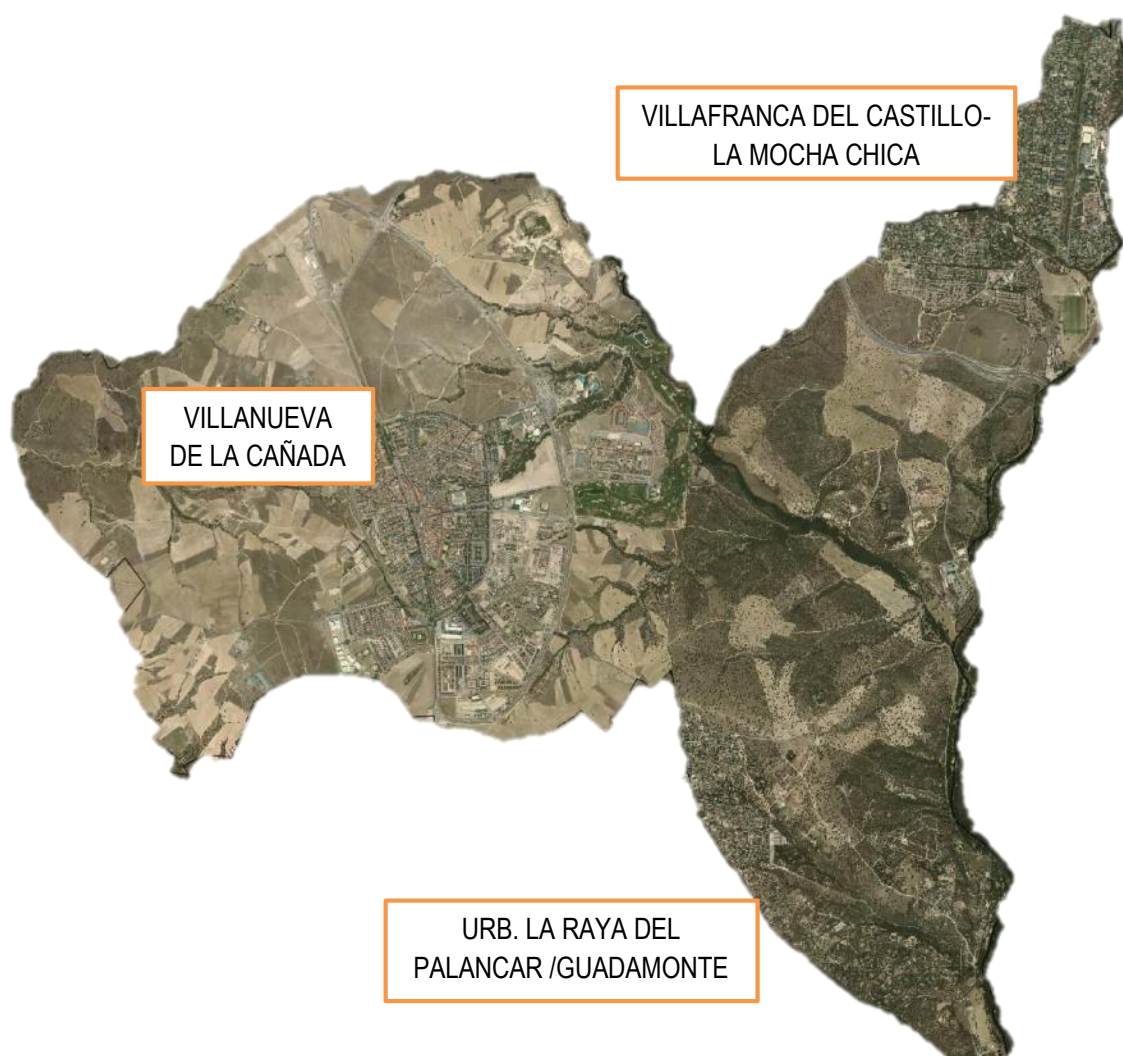 VILLAFRANCA DEL CASTILLO-
LA MOCHA CHICA
VILLANUEVA
DE LA CAÑADA
URB. LA RAYA DEL
PALANCAR /GUADAMONTE